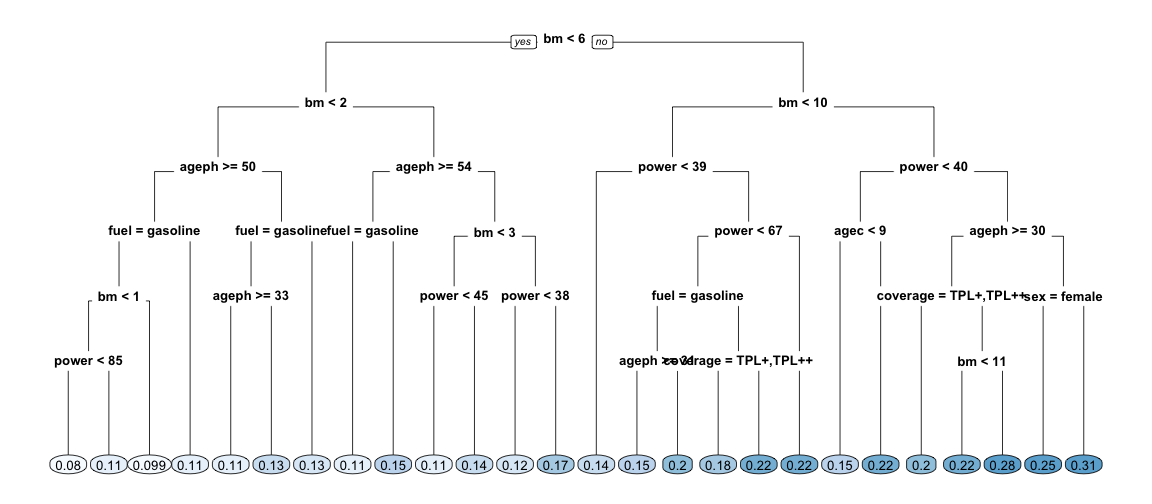 yes bm < 6 no
bm < 2
bm < 10
ageph >= 50
ageph >= 54
power < 39
power < 40
fuel = gasoline
fuel = gasoline
fuel = gasoline
bm < 3
power < 67
agec < 9
ageph >= 30
bm < 1
ageph >= 33
power < 45
power < 38
fuel = gasoline
coverage = TPL+,TPL++
sex = female
power < 85
ageph >= 31
coverage = TPL+,TPL++
bm < 11
0.08 0.11 0.099 0.11 0.11 0.13 0.13 0.11 0.15 0.11 0.14 0.12 0.17 0.14 0.15 0.2 0.18 0.22 0.22 0.15 0.22 0.2 0.22 0.28 0.25 0.31